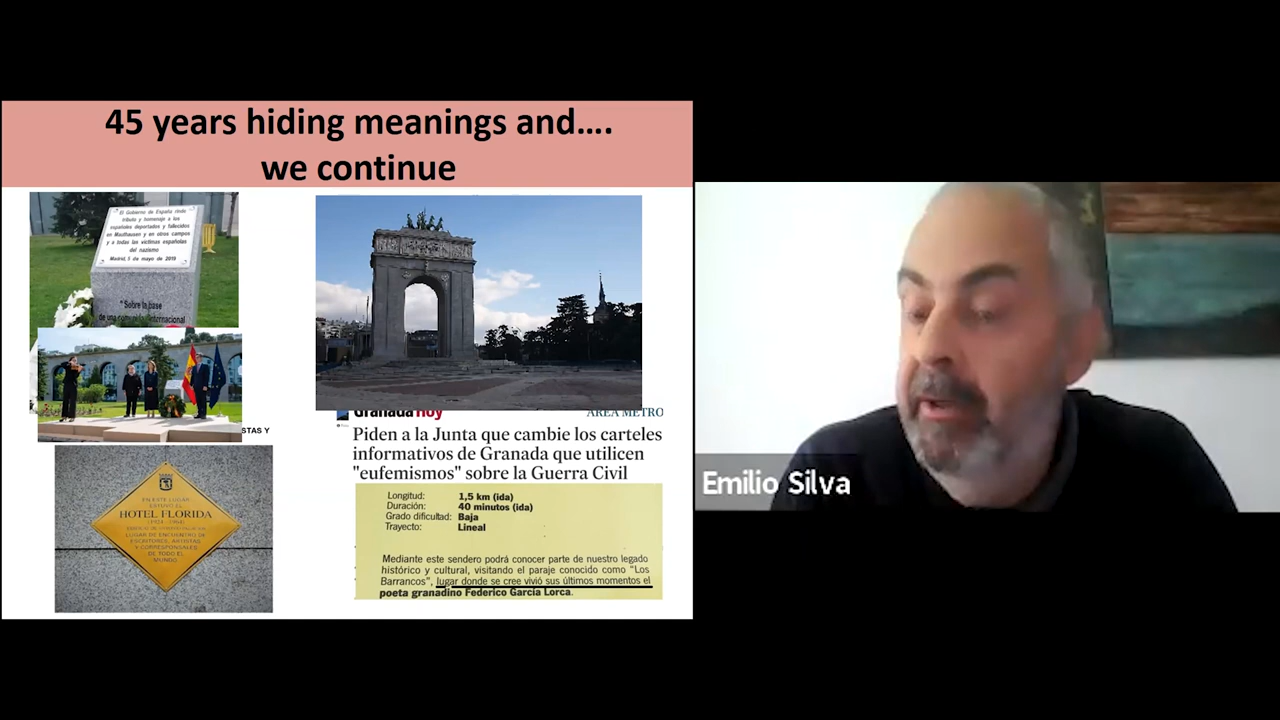 45 years hiding meanings and....
we continue
El Gobierno de España rinde
tributo y homenaje a los
españoles deportados y fallecidos
en Mauthausen y en otros campos
y a todas las víctimas españolas
del nazismo
Madrid, 5 de mayo de 2019
"Sobre la base
de una comunidad internacional
STAS Y
EN ESTE LUGAR
ESTUVO EL
HOTEL FLORIDA
(1924 - 1964)
LUGAR DE ENCUENTRO DE
ESCRITORES, ARTISTAS
Y CORRESPONSALES
DE TODO EL
MUNDO
Granada Hoy
ÁREA METRO
Piden a la Junta que cambie los carteles
informativos de Granada que utilicen
"eufemismos" sobre la Guerra Civil
Longitud: 1,5 km (ida)
Duración: 40 minutos (ida)
Grado dificultad: Baja
Trayecto: Lineal
Mediante este sendero podrá conocer parte de nuestro legado
histórico y cultural, visitando el paraje conocido como "Los
Barrancos", lugar donde se cree vivió sus últimos momentos el
poeta granadino Federico García Lorca.
Emilio Silva